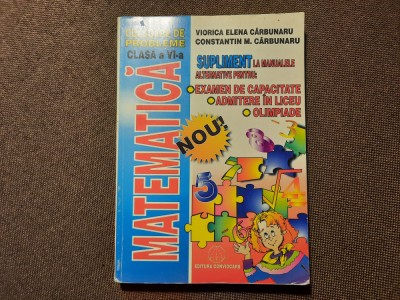 VIORICA ELENA CĂRBUNARU
CONSTANTIN M. CĂRBUNARU
DE
PROBLEME
CLASA a VI-a
MATEMATICĂ
SUPLIMENT LA MANUALELE
ALTERNATIVE PENTRU:
•EXAMEN DE CAPACITATE
•ADMITERE ÎN LICEU
•OLIMPIADE
NOU!
5
EDITURA